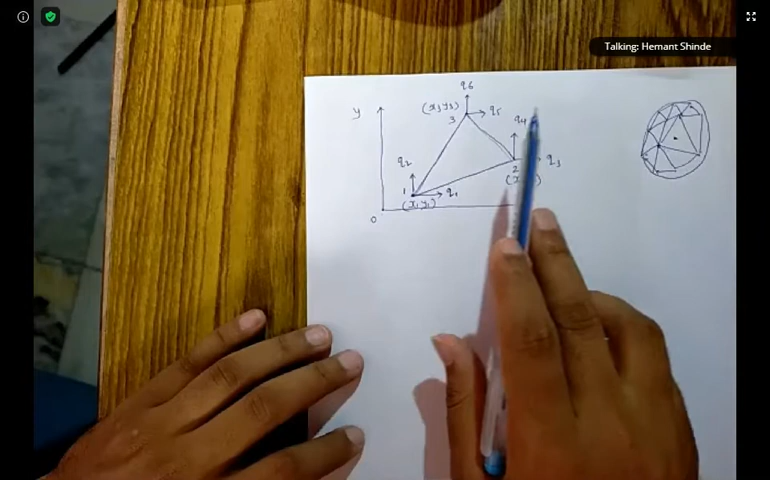 Talking: Hemant Shinde
y
q6
(x3 y3)
q5
3
q4
q2
2
q3
1
q1
(x1 y1)
0